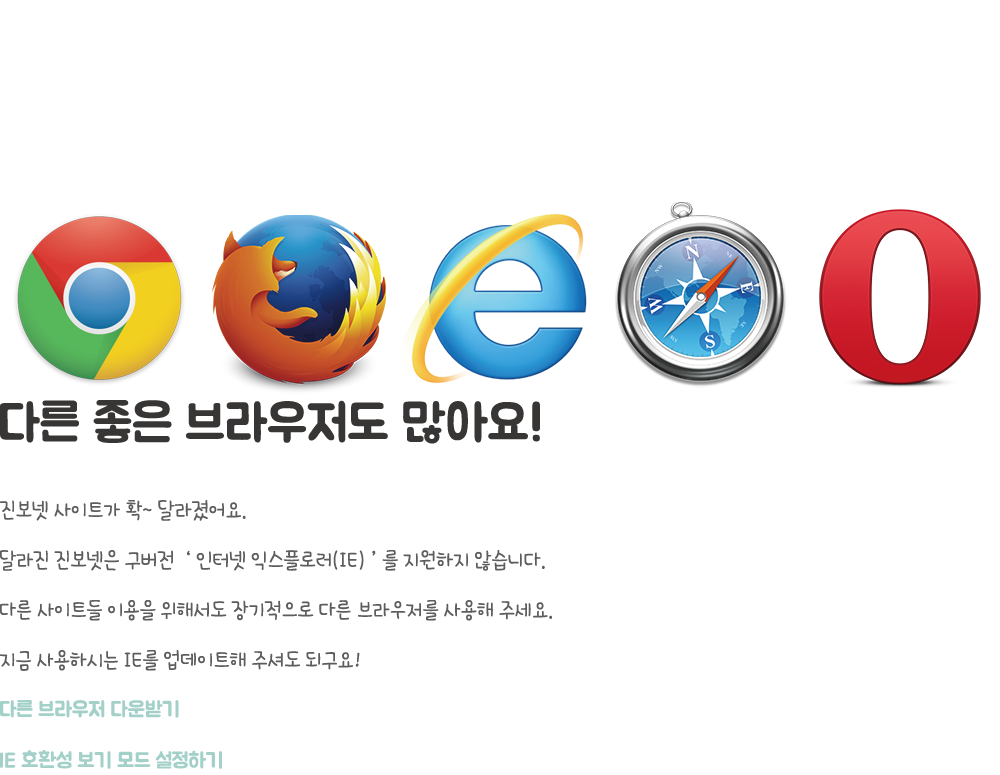 N
E
S
W
다른 좋은 브라우저도 많아요!
진보넷 사이트가 확~ 달라졌어요.
달라진 진보넷은 구버전 ‘ 인터넷 익스플로러(IE) ’ 를 지원하지 않습니다.
다른 사이트들 이용을 위해서도 장기적으로 다른 브라우저를 사용해 주세요.
지금 사용하시는 IE를 업데이트해 주셔도 되구요!
다른 브라우저 다운받기
IE 호환성 보기 모드 설정하기